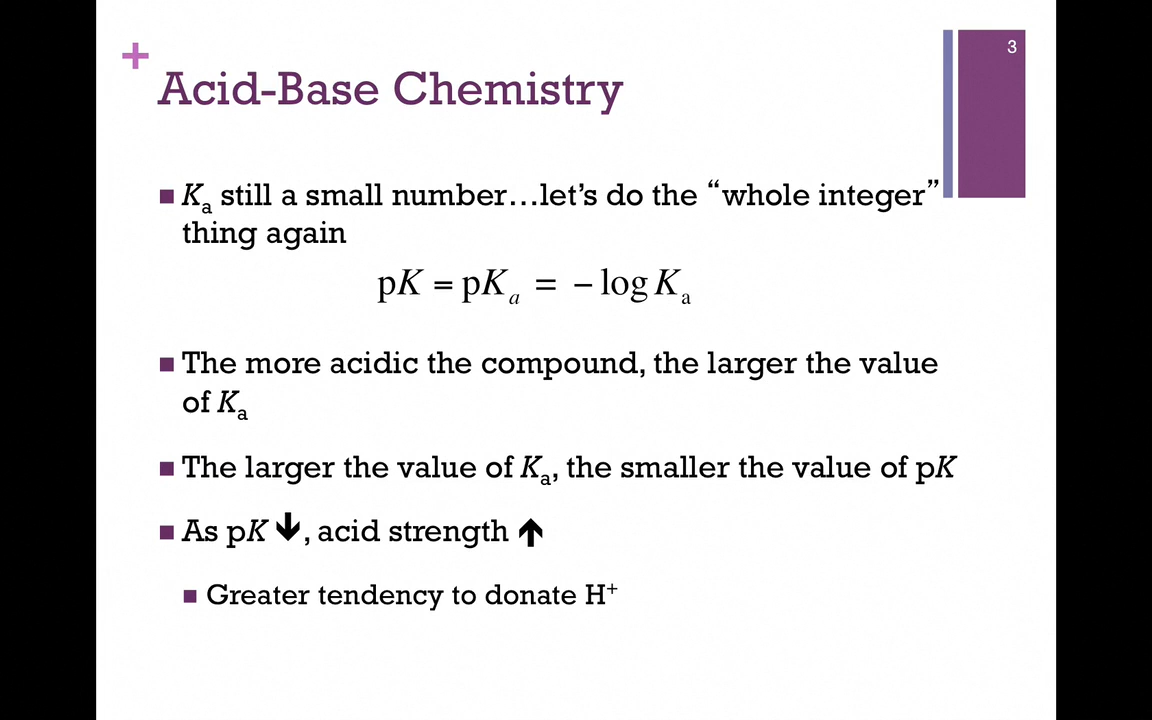 3
+
Acid-Base Chemistry
■ Kₐ still a small number…let’s do the “whole integer”
thing again
pK = pKₐ = − log Kₐ
■ The more acidic the compound, the larger the value
of Kₐ
■ The larger the value of Kₐ, the smaller the value of pK
■ As pK 🡇, acid strength 🡅
■ Greater tendency to donate H⁺